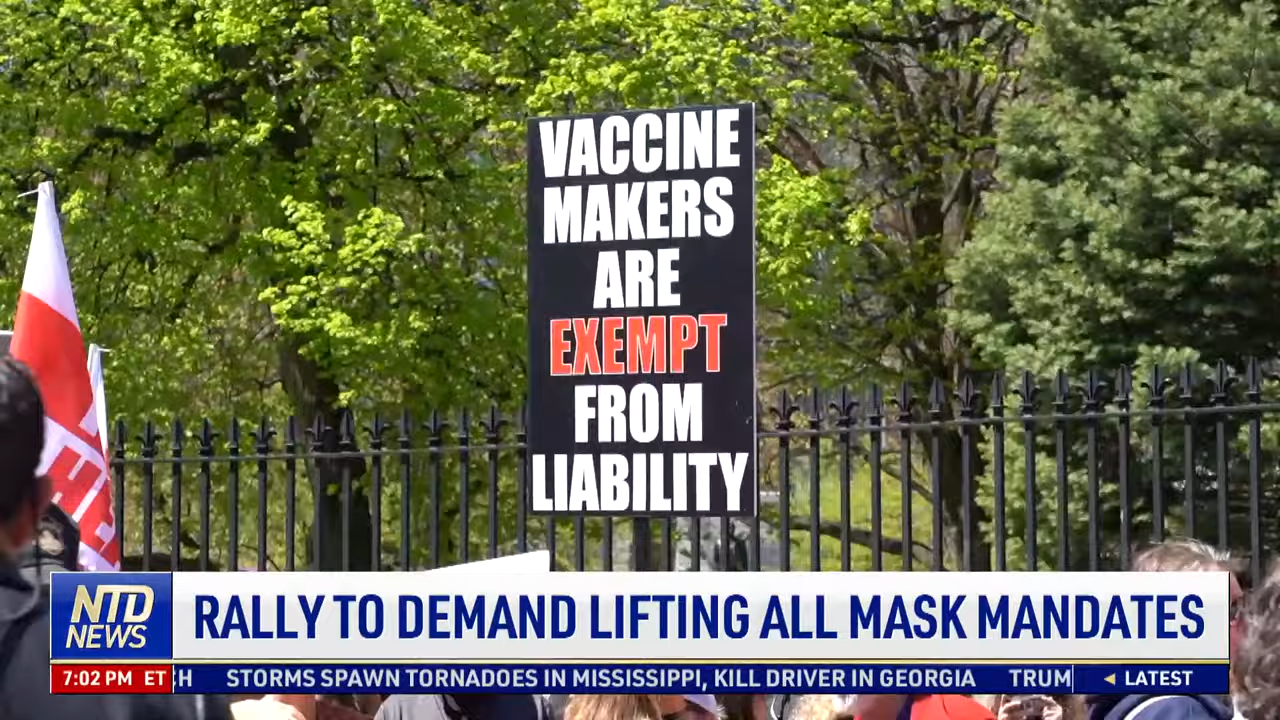 VACCINE
MAKERS
ARE
EXEMPT
FROM
LIABILITY
NTD
NEWS
RALLY TO DEMAND LIFTING ALL MASK MANDATES
7:02 PM ET
STORMS SPAWN TORNADOES IN MISSISSIPPI, KILL DRIVER IN GEORGIA TRUM
LATEST